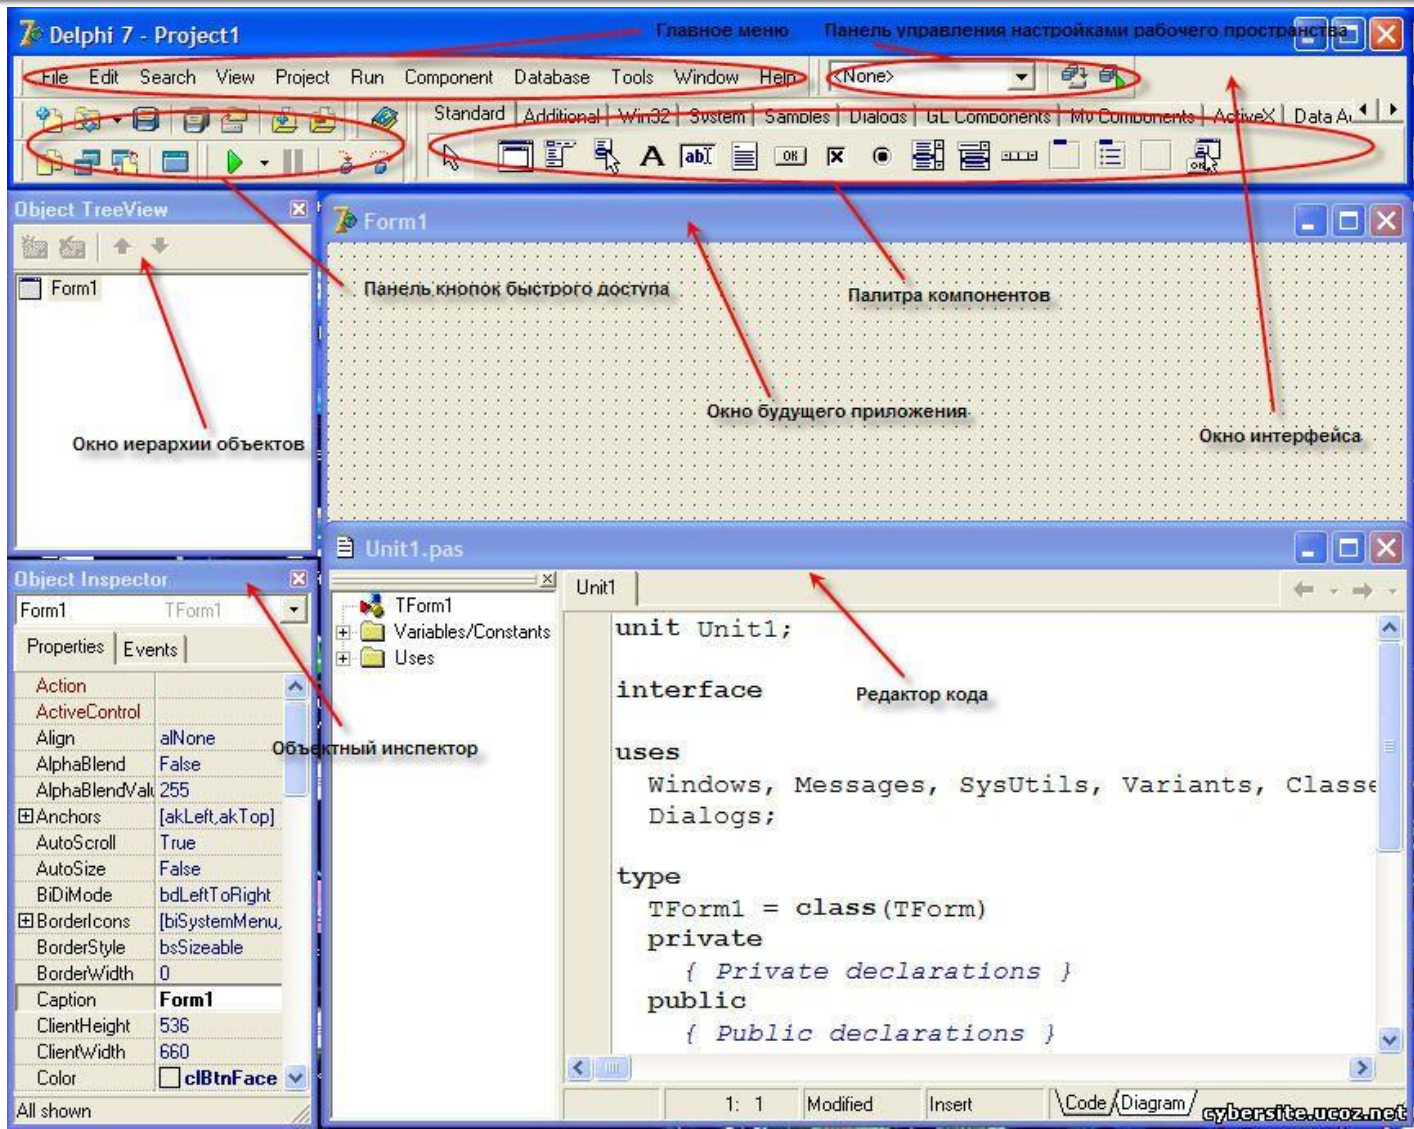 Delphi 7 - Project1
Главное меню
Панель управления настройками рабочего пространства
File Edit Search View Project Run Component Database Tools Window Help
<None>
Standard Additional Win32 System Samples Dialogs GL Components My Components ActiveX Data A
A abI OK
OK
Object TreeView
Form1
Form1
Панель кнопок быстрого доступа
Палитра компонентов
Окно будущего приложения
Окно иерархии объектов
Окно интерфейса
Unit1.pas
Object Inspector
Form1 TForm1
Properties Events
Action
ActiveControl
Align alNone
AlphaBlend False
AlphaBlendValu 255
Anchors [akLeft,akTop]
AutoScroll True
AutoSize False
BiDiMode bdLeftToRight
BorderIcons [biSystemMenu,
BorderStyle bsSizeable
BorderWidth 0
Caption Form1
ClientHeight 536
ClientWidth 660
Color clBtnFace
All shown
Объектный инспектор
TForm1
Variables/Constants
Uses
Unit1
unit Unit1;
interface
Редактор кода
uses
Windows, Messages, SysUtils, Variants, Classe
Dialogs;
type
TForm1 = class(TForm)
private
{ Private declarations }
public
{ Public declarations }
1: 1 Modified Insert Code Diagram
cybersite.ucoz.net